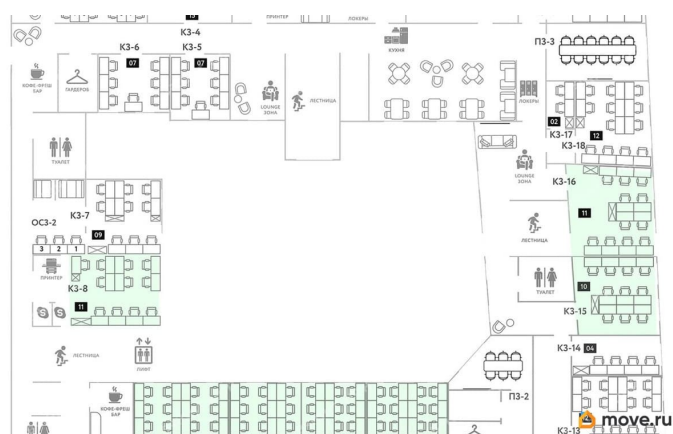 ПРИНТЕР
ЛОКЕРЫ
КЗ-4
КЗ-6
КЗ-5
07
07
КУХНЯ
ПЗ-3
КОФЕ-ФРЕШ
БАР
ГАРДЕРОБ
LOUNGE
ЗОНА
ЛЕСТНИЦА
ЛОКЕРЫ
02
КЗ-17
12
КЗ-18
ТУАЛЕТ
LOUNGE
ЗОНА
КЗ-16
КЗ-7
ОСЗ-2
11
09
3 2 1
ЛЕСТНИЦА
ПРИНТЕР
КЗ-8
11
ТУАЛЕТ
10
КЗ-15
ЛЕСТНИЦА
ЛИФТ
КЗ-14 04
КОФЕ-ФРЕШ
БАР
ПЗ-2
КЗ-13
move.ru